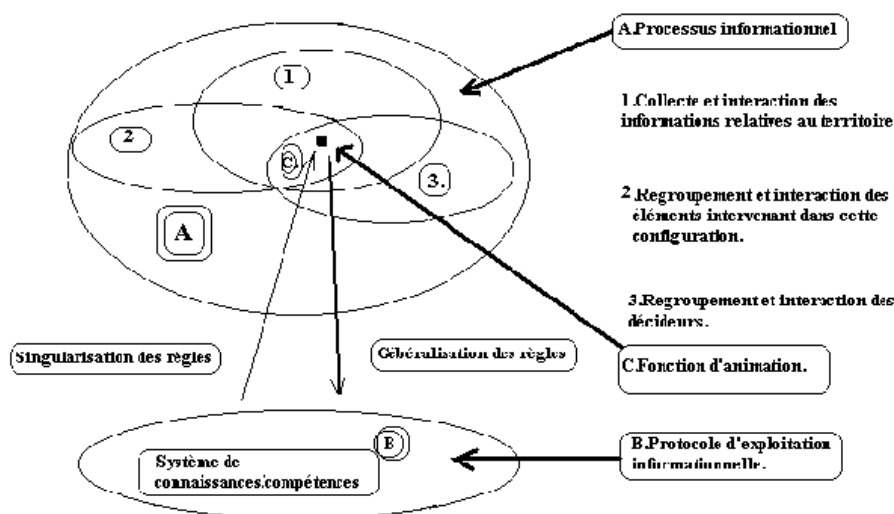 A.Processus informationnel
1
1.Collecte et interaction des
informations relatives au territoire
2
C.
3.
2.Regroupement et interaction des
éléments intervenant dans cette
configuration.
A
3.Regroupement et interaction des
décideurs.
Singularisation des règles
Gébéralisation des règles
C.Fonction d'animation.
B
B.Protocole d'exploitation
informationnelle.
Système de
connaissances/compétences